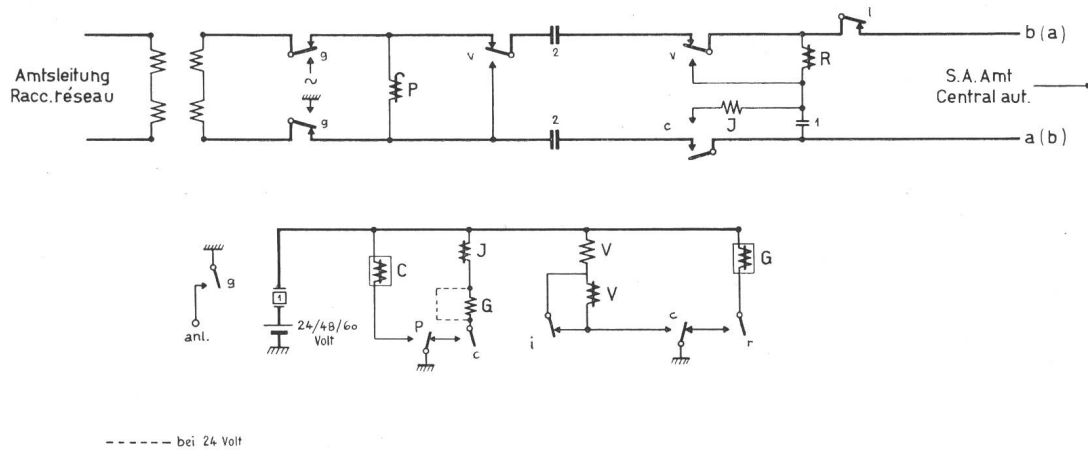 l
b (a)
g
v
2
v
R
Amtsleitung
Racc. réseau
~
P
S.A. Amt
Central aut.
g
c
J
1
2
a (b)
g
anl.
1
24/48/60
Volt
C
J
G
P
c
V
V
i
c
r
G
------ bei 24 Volt